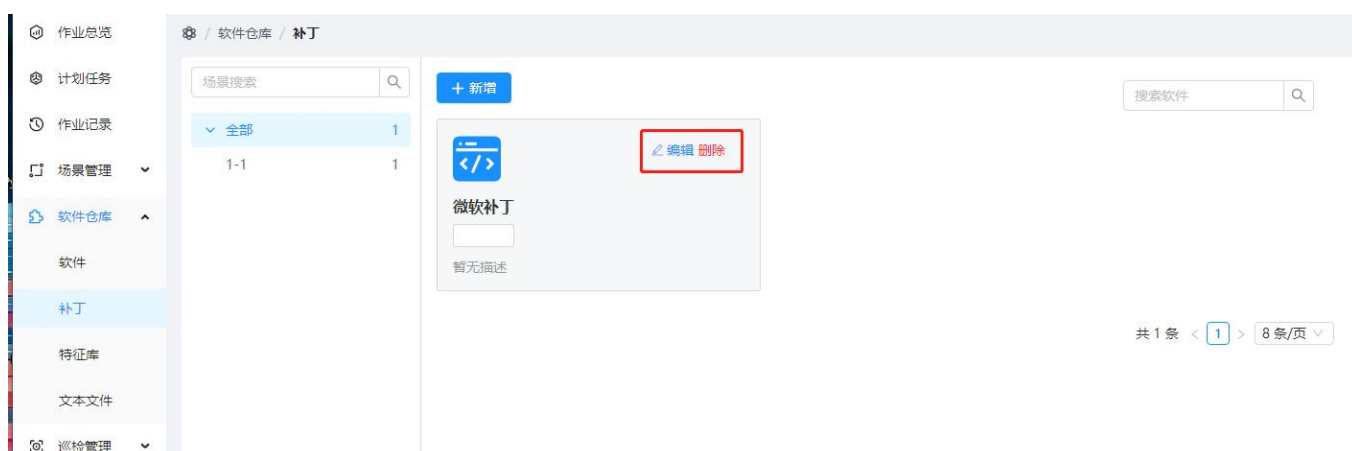 作业总览
计划任务
作业记录
场景管理
软件仓库
软件
补丁
特征库
文本文件
巡检管理
/ 软件仓库 / 补丁
场景搜索
全部 1
1-1 1
+ 新增
搜索软件
</>
编辑 删除
微软补丁
暂无描述
共 1 条 < 1 > 8 条/页